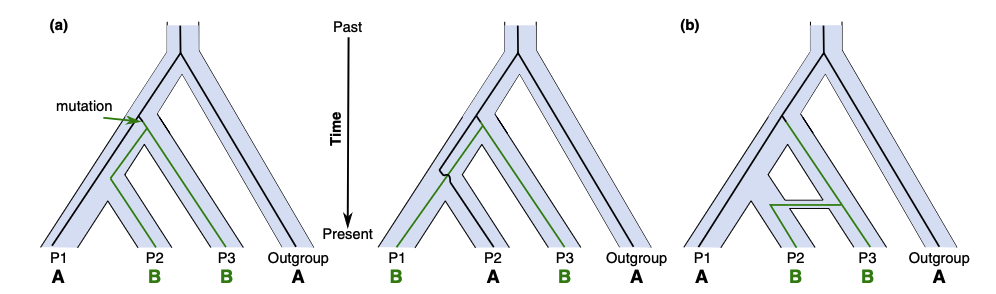 (a)
Past
(b)
mutation
Time
Present
P1 P2 P3 Outgroup
A B B A
P1 P2 P3 Outgroup
B A B A
P1 P2 P3 Outgroup
A B B A